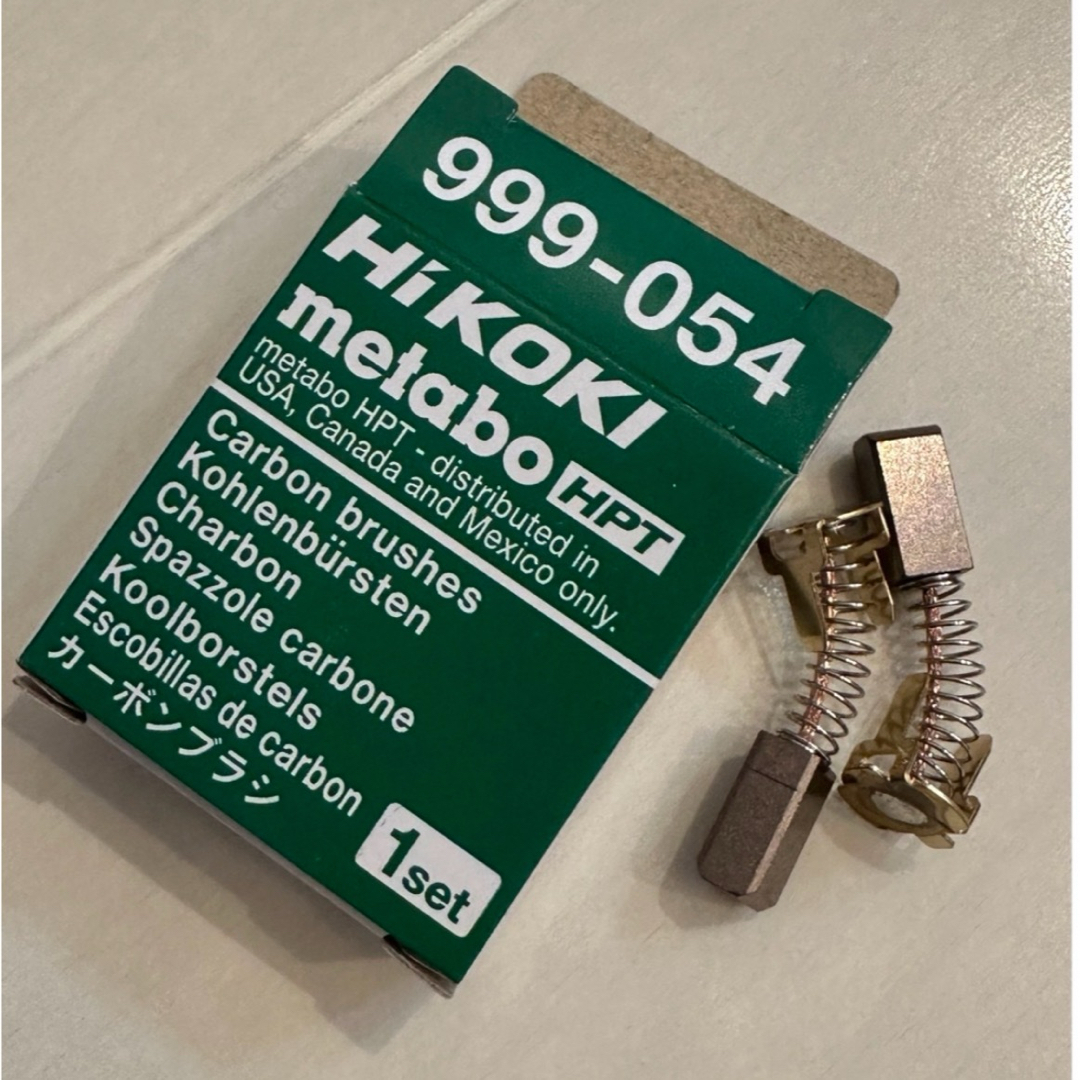 999-054
HiKOKI
metabo HPT
metabo HPT - distributed in
USA, Canada and Mexico only.
Carbon brushes
Kohlenbürsten
Charbon
Spazzole carbone
Koolborstels
Escobillas de carbon
カーボンブラシ
1set